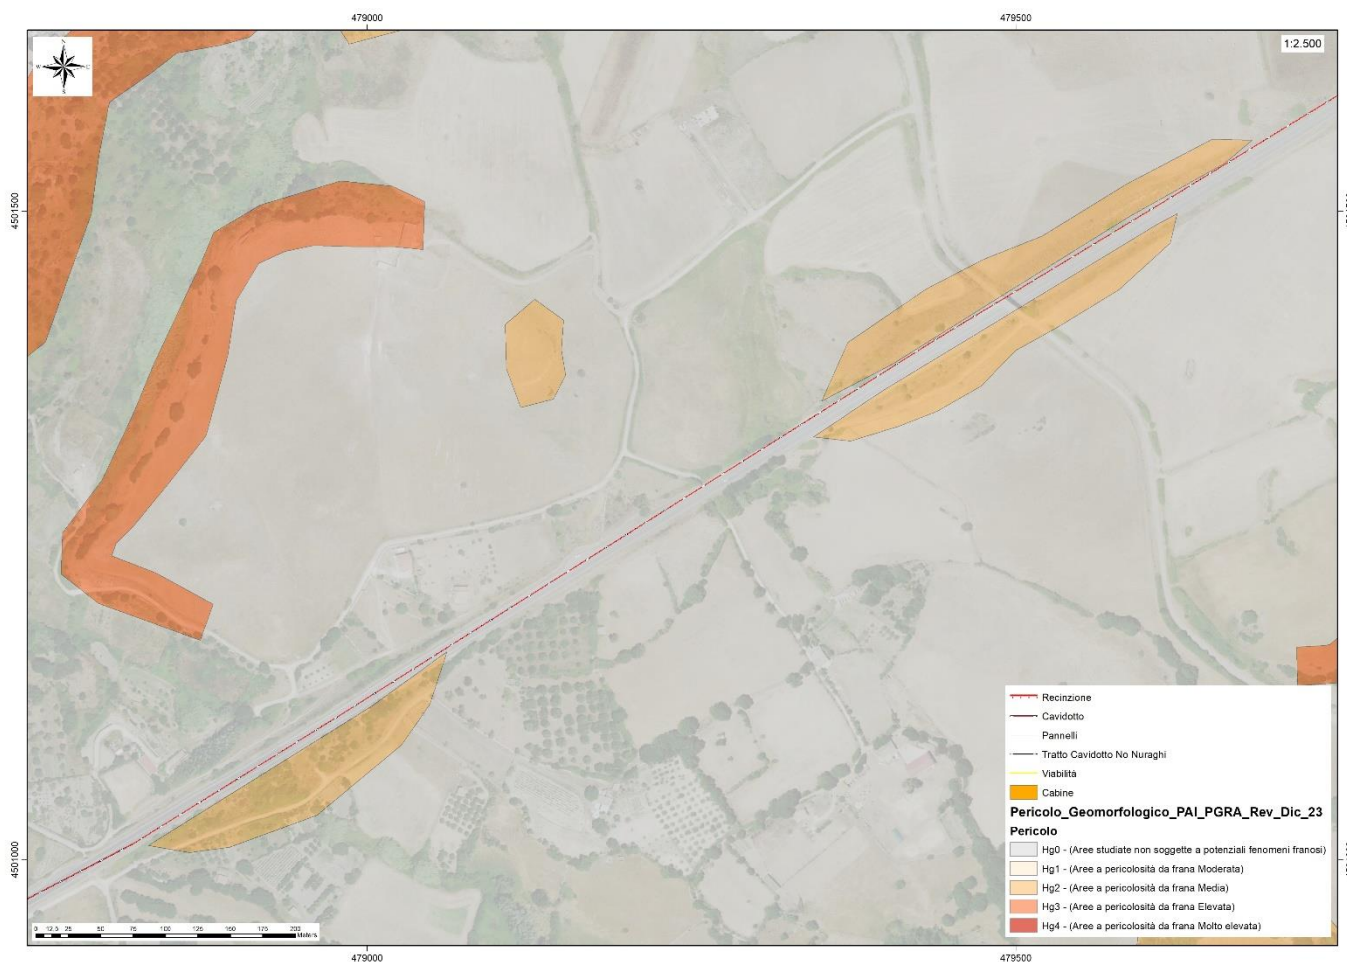 479000
479500
N
W
E
S
1:2.500
4501500
4501000
Recinzione
Cavidotto
Pannelli
Tratto Cavidotto No Nuraghi
Viabilità
Cabine
Pericolo_Geomorfologico_PAI_PGRA_Rev_Dic_23
Pericolo
Hg0 - (Aree studiate non soggette a potenziali fenomeni franosi)
Hg1 - (Aree a pericolosità da frana Moderata)
Hg2 - (Aree a pericolosità da frana Media)
Hg3 - (Aree a pericolosità da frana Elevata)
Hg4 - (Aree a pericolosità da frana Molto elevata)
0 12,5 25 50 75 100 125 150 175 200
Meters
479000
479500